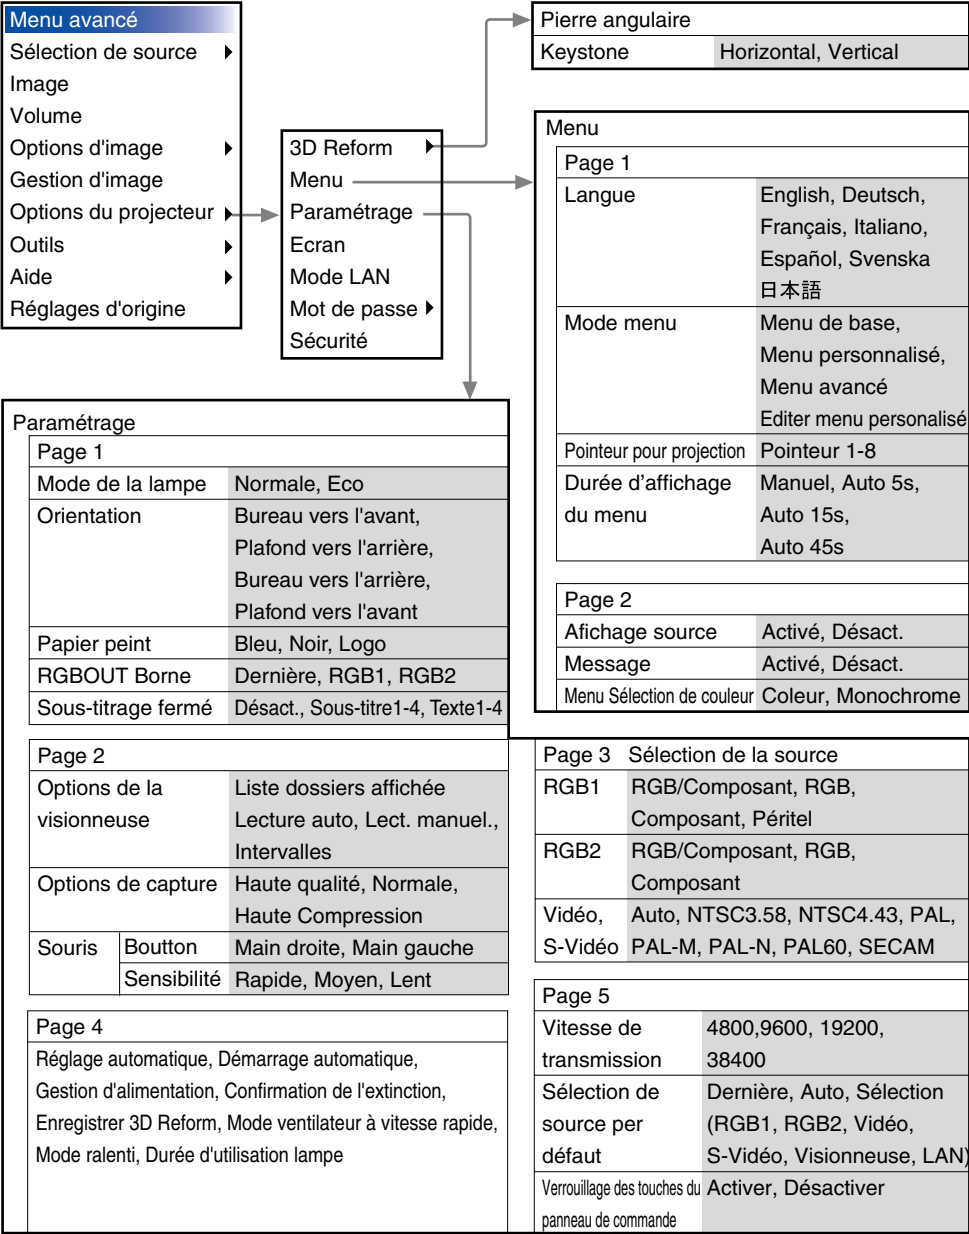 Menu avancé
Sélection de source
Image
Volume
Options d'image
Gestion d'image
Options du projecteur
Outils
Aide
Réglages d'origine
3D Reform
Menu
Paramétrage
Ecran
Mode LAN
Mot de passe
Sécurité
Pierre angulaire
Keystone Horizontal, Vertical
Menu
Page 1
Langue English, Deutsch,
Français, Italiano,
Español, Svenska
日本語
Mode menu Menu de base,
Menu personnalisé,
Menu avancé
Editer menu personalisé
Pointeur pour projection Pointeur 1-8
Durée d’affichage Manuel, Auto 5s,
du menu Auto 15s,
Auto 45s
Page 2
Afichage source Activé, Désact.
Message Activé, Désact.
Menu Sélection de couleur Coleur, Monochrome
Paramétrage
Page 1
Mode de la lampe Normale, Eco
Orientation Bureau vers l'avant,
Plafond vers l'arrière,
Bureau vers l'arrière,
Plafond vers l'avant
Papier peint Bleu, Noir, Logo
RGBOUT Borne Dernière, RGB1, RGB2
Sous-titrage fermé Désact., Sous-titre1-4, Texte1-4
Page 2
Options de la Liste dossiers affichée
visionneuse Lecture auto, Lect. manuel.,
Intervalles
Options de capture Haute qualité, Normale,
Haute Compression
Souris Boutton Main droite, Main gauche
Sensibilité Rapide, Moyen, Lent
Page 3 Sélection de la source
RGB1 RGB/Composant, RGB,
Composant, Péritel
RGB2 RGB/Composant, RGB,
Composant
Vidéo, Auto, NTSC3.58, NTSC4.43, PAL,
S-Vidéo PAL-M, PAL-N, PAL60, SECAM
Page 4
Réglage automatique, Démarrage automatique,
Gestion d'alimentation, Confirmation de l'extinction,
Enregistrer 3D Reform, Mode ventilateur à vitesse rapide,
Mode ralenti, Durée d'utilisation lampe
Page 5
Vitesse de 4800,9600, 19200,
transmission 38400
Sélection de Dernière, Auto, Sélection
source per (RGB1, RGB2, Vidéo,
défaut S-Vidéo, Visionneuse, LAN)
Verrouillage des touches du Activer, Désactiver
panneau de commande